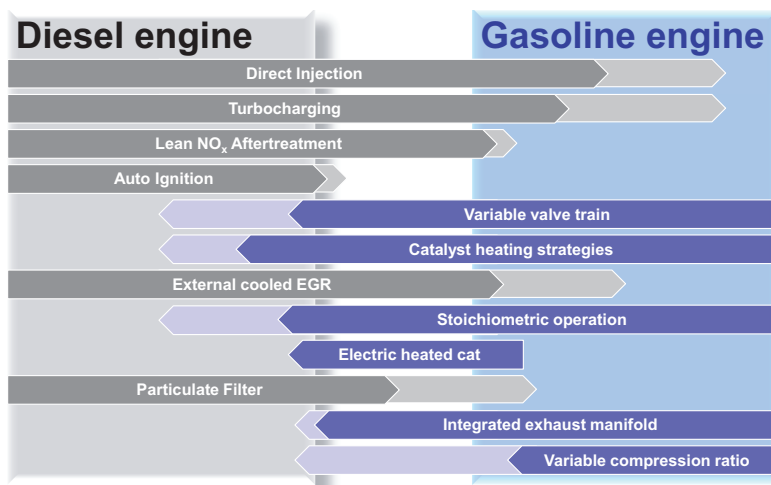 Diesel engine Gasoline engine
Direct Injection
Turbocharging
Lean NOx Aftertreatment
Auto Ignition
Variable valve train
Catalyst heating strategies
External cooled EGR
Stoichiometric operation
Electric heated cat
Particulate Filter
Integrated exhaust manifold
Variable compression ratio